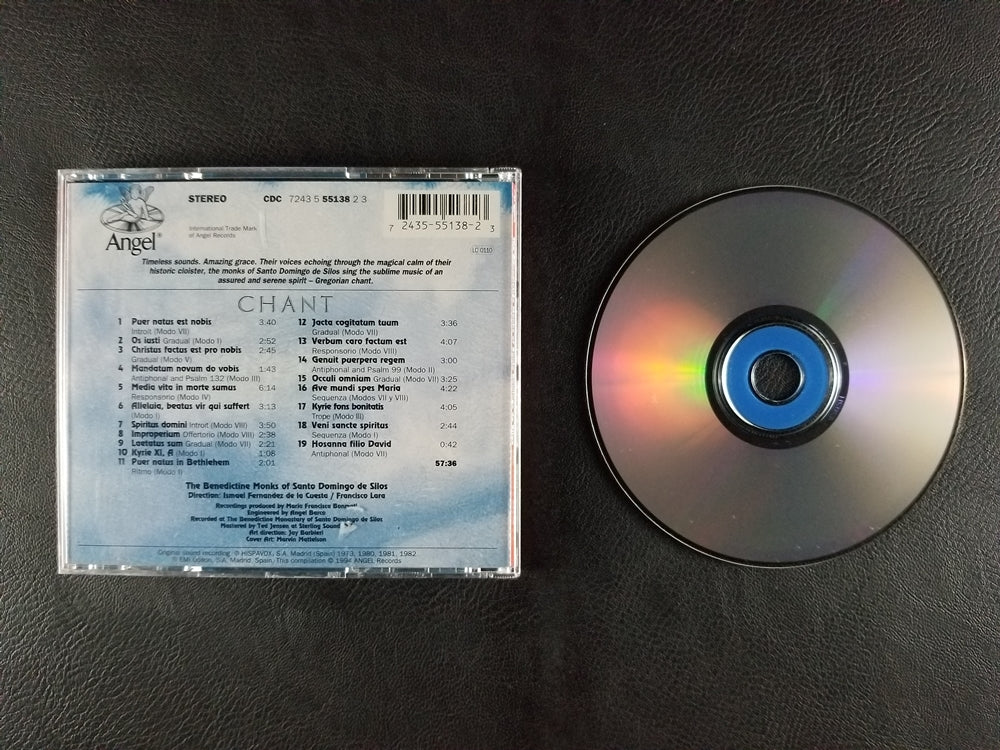 STEREO
CDC 7243 5 55138 2 3
7 2435-55138-2 3
Angel®
International Trade Mark
of Angel Records
LC 0110
Timeless sounds. Amazing grace. Their voices echoing through the magical calm of their
historic cloister, the monks of Santo Domingo de Silos sing the sublime music of an
assured and serene spirit – Gregorian chant.
CHANT
1 Puer natus est nobis 3:40
Introit (Modo VII)
2 Os iusti Gradual (Modo I) 2:52
3 Christus factus est pro nobis 2:45
Gradual (Modo V)
4 Mandatum novum do vobis 1:43
Antiphonal and Psalm 132 (Modo III)
5 Media vita in morte sumus 6:14
Responsorio (Modo IV)
6 Alleluia, beatus vir qui suffert 3:13
(Modo I)
7 Spiritus domini Introit (Modo VIII) 3:50
8 Improperium Offertorio (Modo VIII) 2:38
9 Laetatus sum Gradual (Modo VII) 2:21
10 Kyrie XI, A (Modo I) 1:08
11 Puer natus in Bethlehem 2:01
Ritmo (Modo I)
12 Jacta cogitatum tuum 3:36
Gradual (Modo VII)
13 Verbum caro factum est 4:07
Responsorio (Modo VIII)
14 Genuit puerpera regem 3:00
Antiphonal and Psalm 99 (Modo II)
15 Occuli omnium Gradual (Modo VII) 3:25
16 Ave mundi spes Maria 4:22
Sequenza (Modos VII y VIII)
17 Kyrie fons bonitatis 4:05
Trope (Modo III)
18 Veni sancte spiritus 2:44
Sequenza (Modo I)
19 Hosanna filio David 0:42
Antiphonal (Modo VII)
57:36
The Benedictine Monks of Santo Domingo de Silos
Direction: Ismael Fernandez de la Cuesta / Francisco Lara
Recordings produced by Maria Francisco
Engineered by Angel Barco
Recorded at The Benedictine Monastery of Santo Domingo de Silos
Mastered by Ted Jensen at Sterling Sound
Art direction: Jay Barbieri
Cover Art: Marvin Mattelson
Original sound recording ℗ HISPAVOX, S.A. Madrid (Spain) 1973, 1980, 1981, 1982.
© EMI Odeon, S.A. Madrid, Spain. This compilation © 1994 ANGEL Records